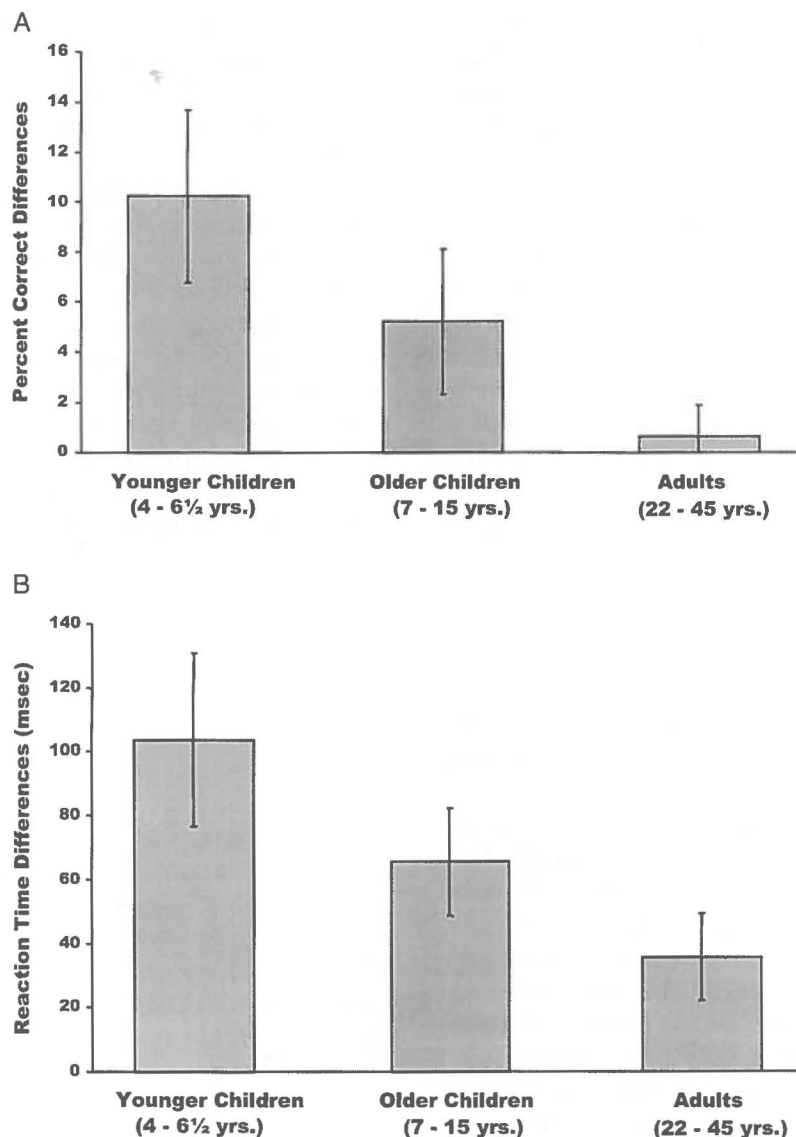 A
Percent Correct Differences
16
14
12
10
8
6
4
2
0
Younger Children
(4 - 6½ yrs.)
Older Children
(7 - 15 yrs.)
Adults
(22 - 45 yrs.)
B
Reaction Time Differences (msec)
140
120
100
80
60
40
20
0
Younger Children
(4 - 6½ yrs.)
Older Children
(7 - 15 yrs.)
Adults
(22 - 45 yrs.)